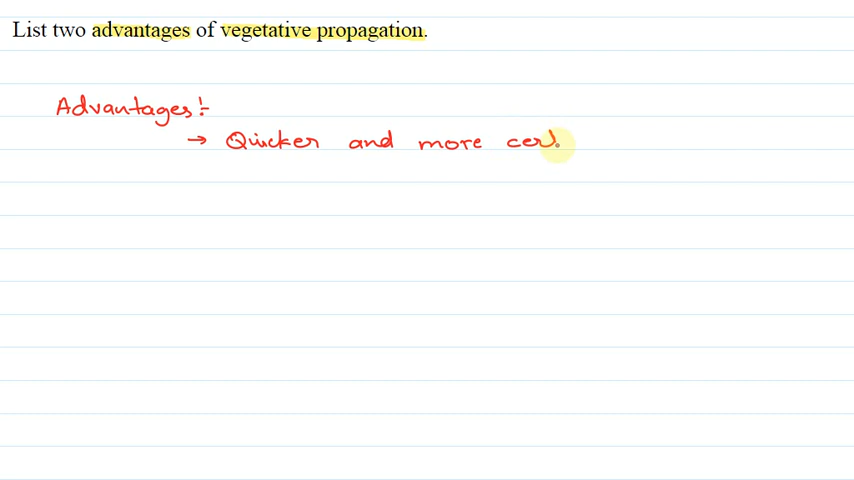 List two advantages of vegetative propagation.
Advantages:-
→ Quicker and more